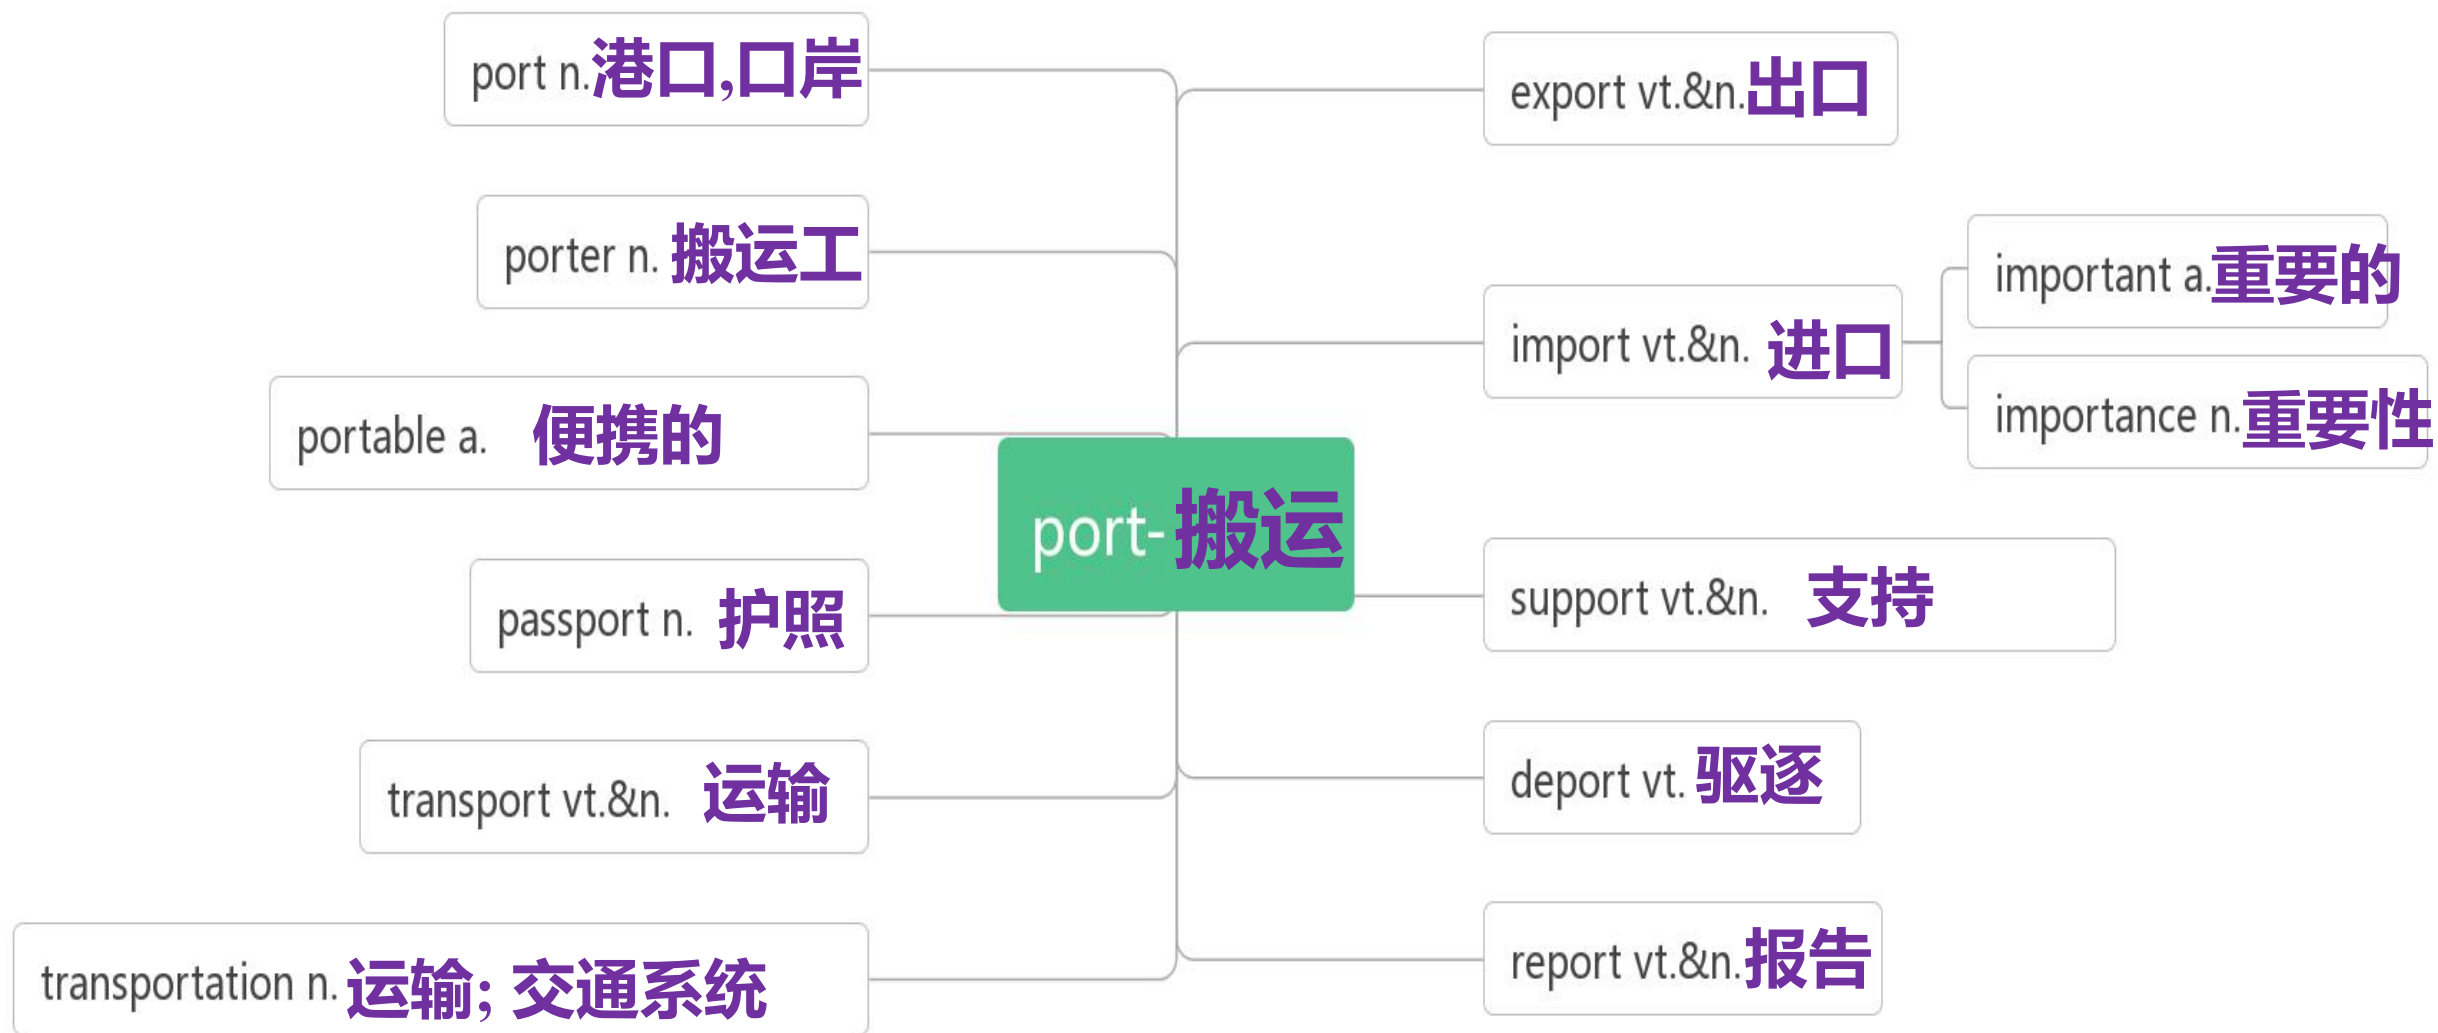 port n.港口,口岸
porter n. 搬运工
portable a. 便携的
passport n. 护照
transport vt.&n. 运输
transportation n.运输; 交通系统
port-搬运
export vt.&n.出口
import vt.&n. 进口
important a.重要的
importance n.重要性
support vt.&n. 支持
deport vt. 驱逐
report vt.&n.报告